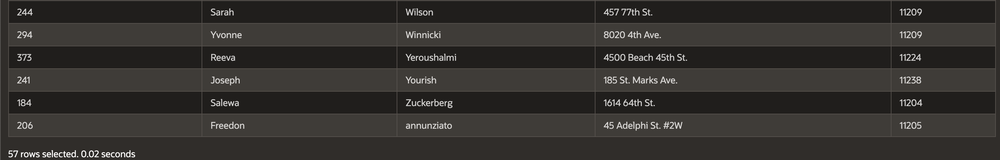 244 Sarah Wilson 457 77th St. 11209
294 Yvonne Winnicki 8020 4th Ave. 11209
373 Reeva Yeroushalmi 4500 Beach 45th St. 11224
241 Joseph Yourish 185 St. Marks Ave. 11238
184 Salewa Zuckerberg 1614 64th St. 11204
206 Freedon annunziato 45 Adelphi St. #2W 11205
57 rows selected. 0.02 seconds